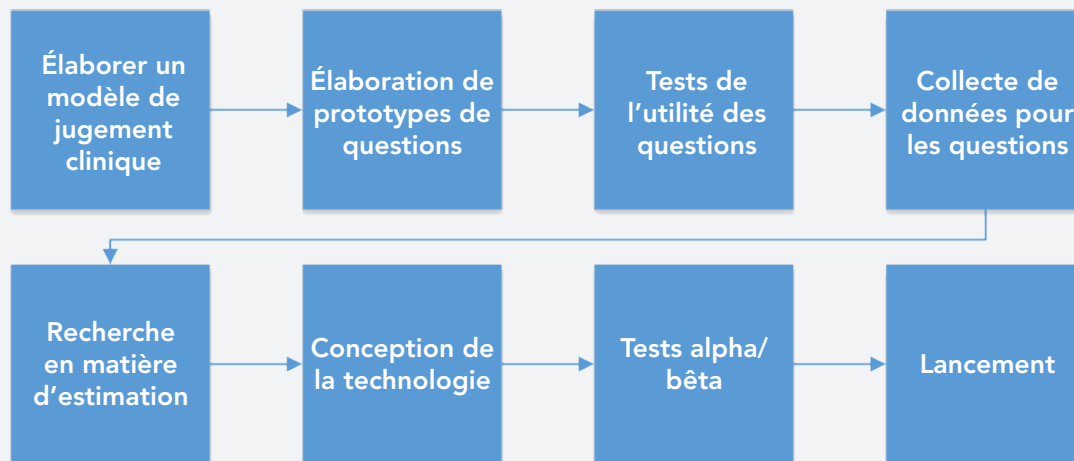 Élaborer un
modèle de
jugement
clinique
Élaboration de
prototypes de
questions
Tests de
l’utilité des
questions
Collecte de
données pour
les questions
Recherche
en matière
d’estimation
Conception de
la technologie
Tests alpha/
bêta
Lancement